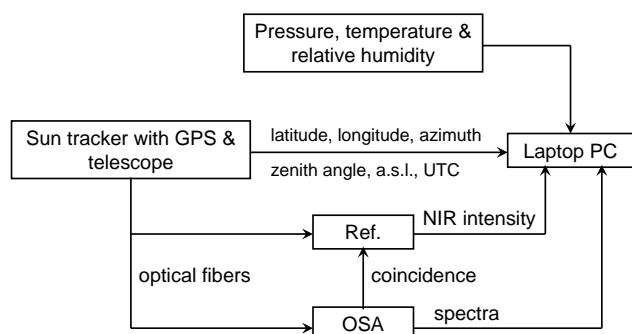 Pressure, temperature &
relative humidity
Sun tracker with GPS &
telescope
latitude, longitude, azimuth
zenith angle, a.s.l., UTC
Laptop PC
Ref.
NIR intensity
optical fibers
coincidence
OSA
spectra